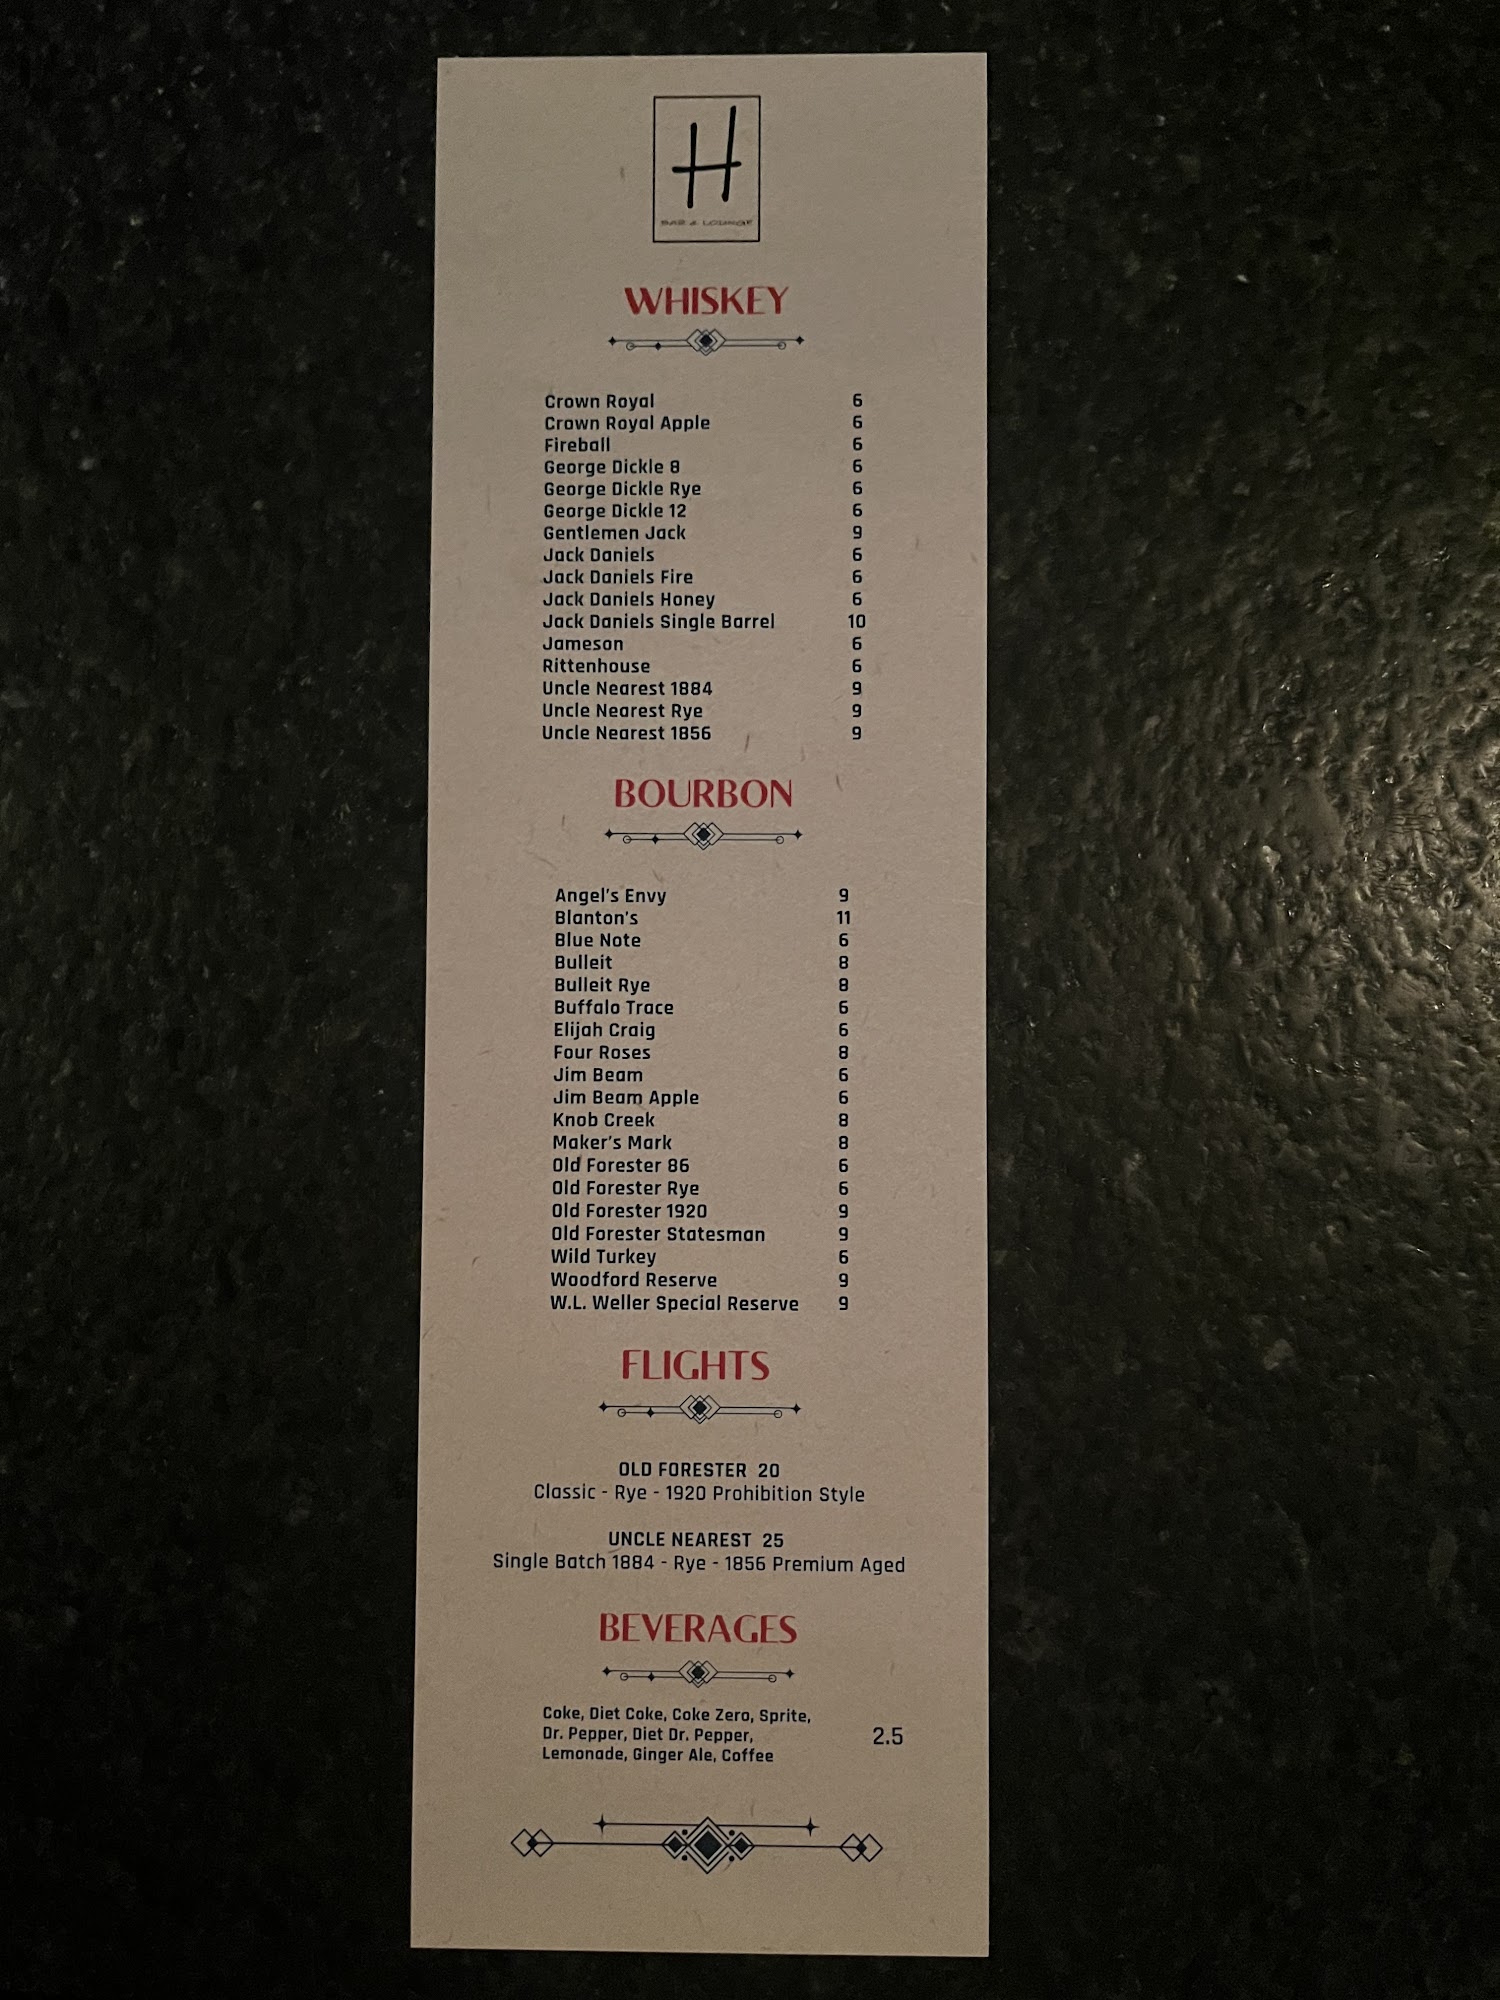 H
BAR & LOUNGE
WHISKEY
Crown Royal 6
Crown Royal Apple 6
Fireball 6
George Dickle 8 6
George Dickle Rye 6
George Dickle 12 6
Gentlemen Jack 9
Jack Daniels 6
Jack Daniels Fire 6
Jack Daniels Honey 6
Jack Daniels Single Barrel 10
Jameson 6
Rittenhouse 6
Uncle Nearest 1884 9
Uncle Nearest Rye 9
Uncle Nearest 1856 9
BOURBON
Angel's Envy 9
Blanton's 11
Blue Note 6
Bulleit 8
Bulleit Rye 8
Buffalo Trace 6
Elijah Craig 6
Four Roses 8
Jim Beam 6
Jim Beam Apple 6
Knob Creek 8
Maker's Mark 8
Old Forester 86 6
Old Forester Rye 6
Old Forester 1920 9
Old Forester Statesman 9
Wild Turkey 6
Woodford Reserve 9
W.L. Weller Special Reserve 9
FLIGHTS
OLD FORESTER 20
Classic - Rye - 1920 Prohibition Style
UNCLE NEAREST 25
Single Batch 1884 - Rye - 1856 Premium Aged
BEVERAGES
Coke, Diet Coke, Coke Zero, Sprite,
Dr. Pepper, Diet Dr. Pepper, 2.5
Lemonade, Ginger Ale, Coffee